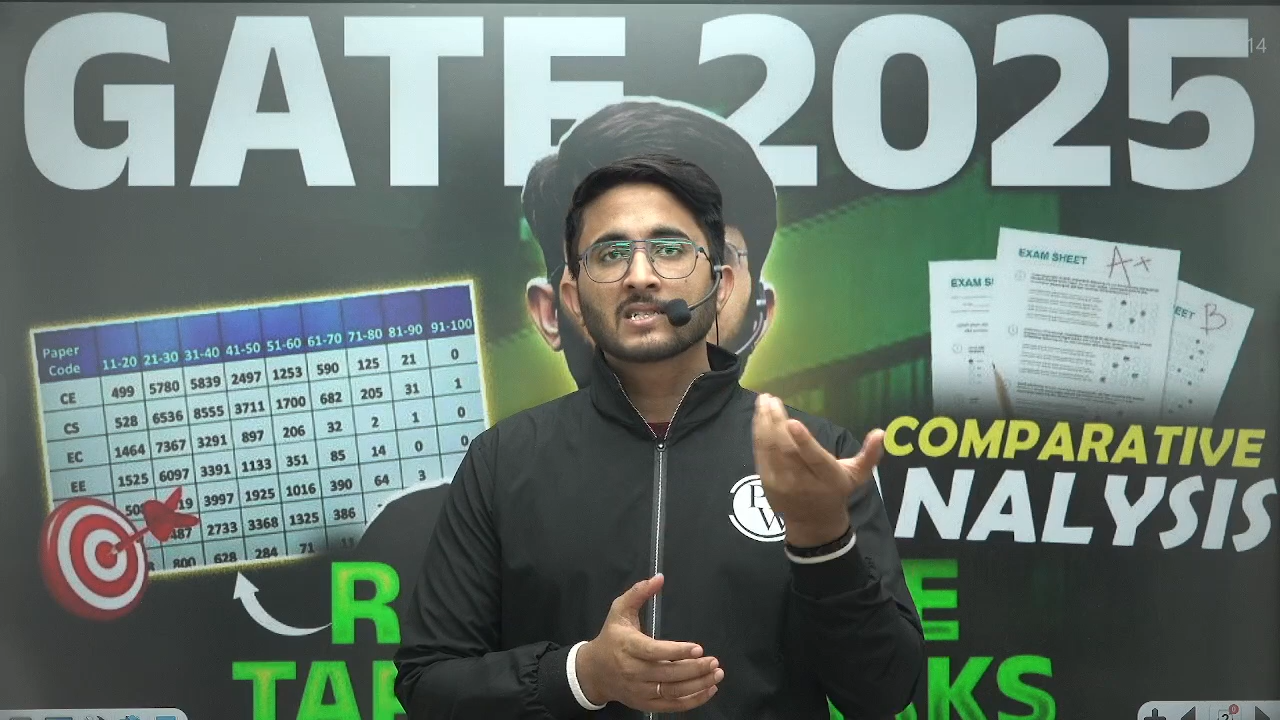 GATE 2025
14
Paper Code 11-20 21-30 31-40 41-50 51-60 61-70 71-80 81-90 91-100
CE 499 5780 5839 2497 1253 590 125 21 0
CS 528 6536 8555 3711 1700 682 205 31 1
EC 1464 7367 3291 897 206 32 2 1 0
EE 1525 6097 3391 1133 351 85 14 0 0
3997 1925 1016 390 64 3
2733 3368 1325 386
800 628 284 71
EXAM SHEET
EXAM SHEET
A+
B
COMPARATIVE
NALYSIS
PW